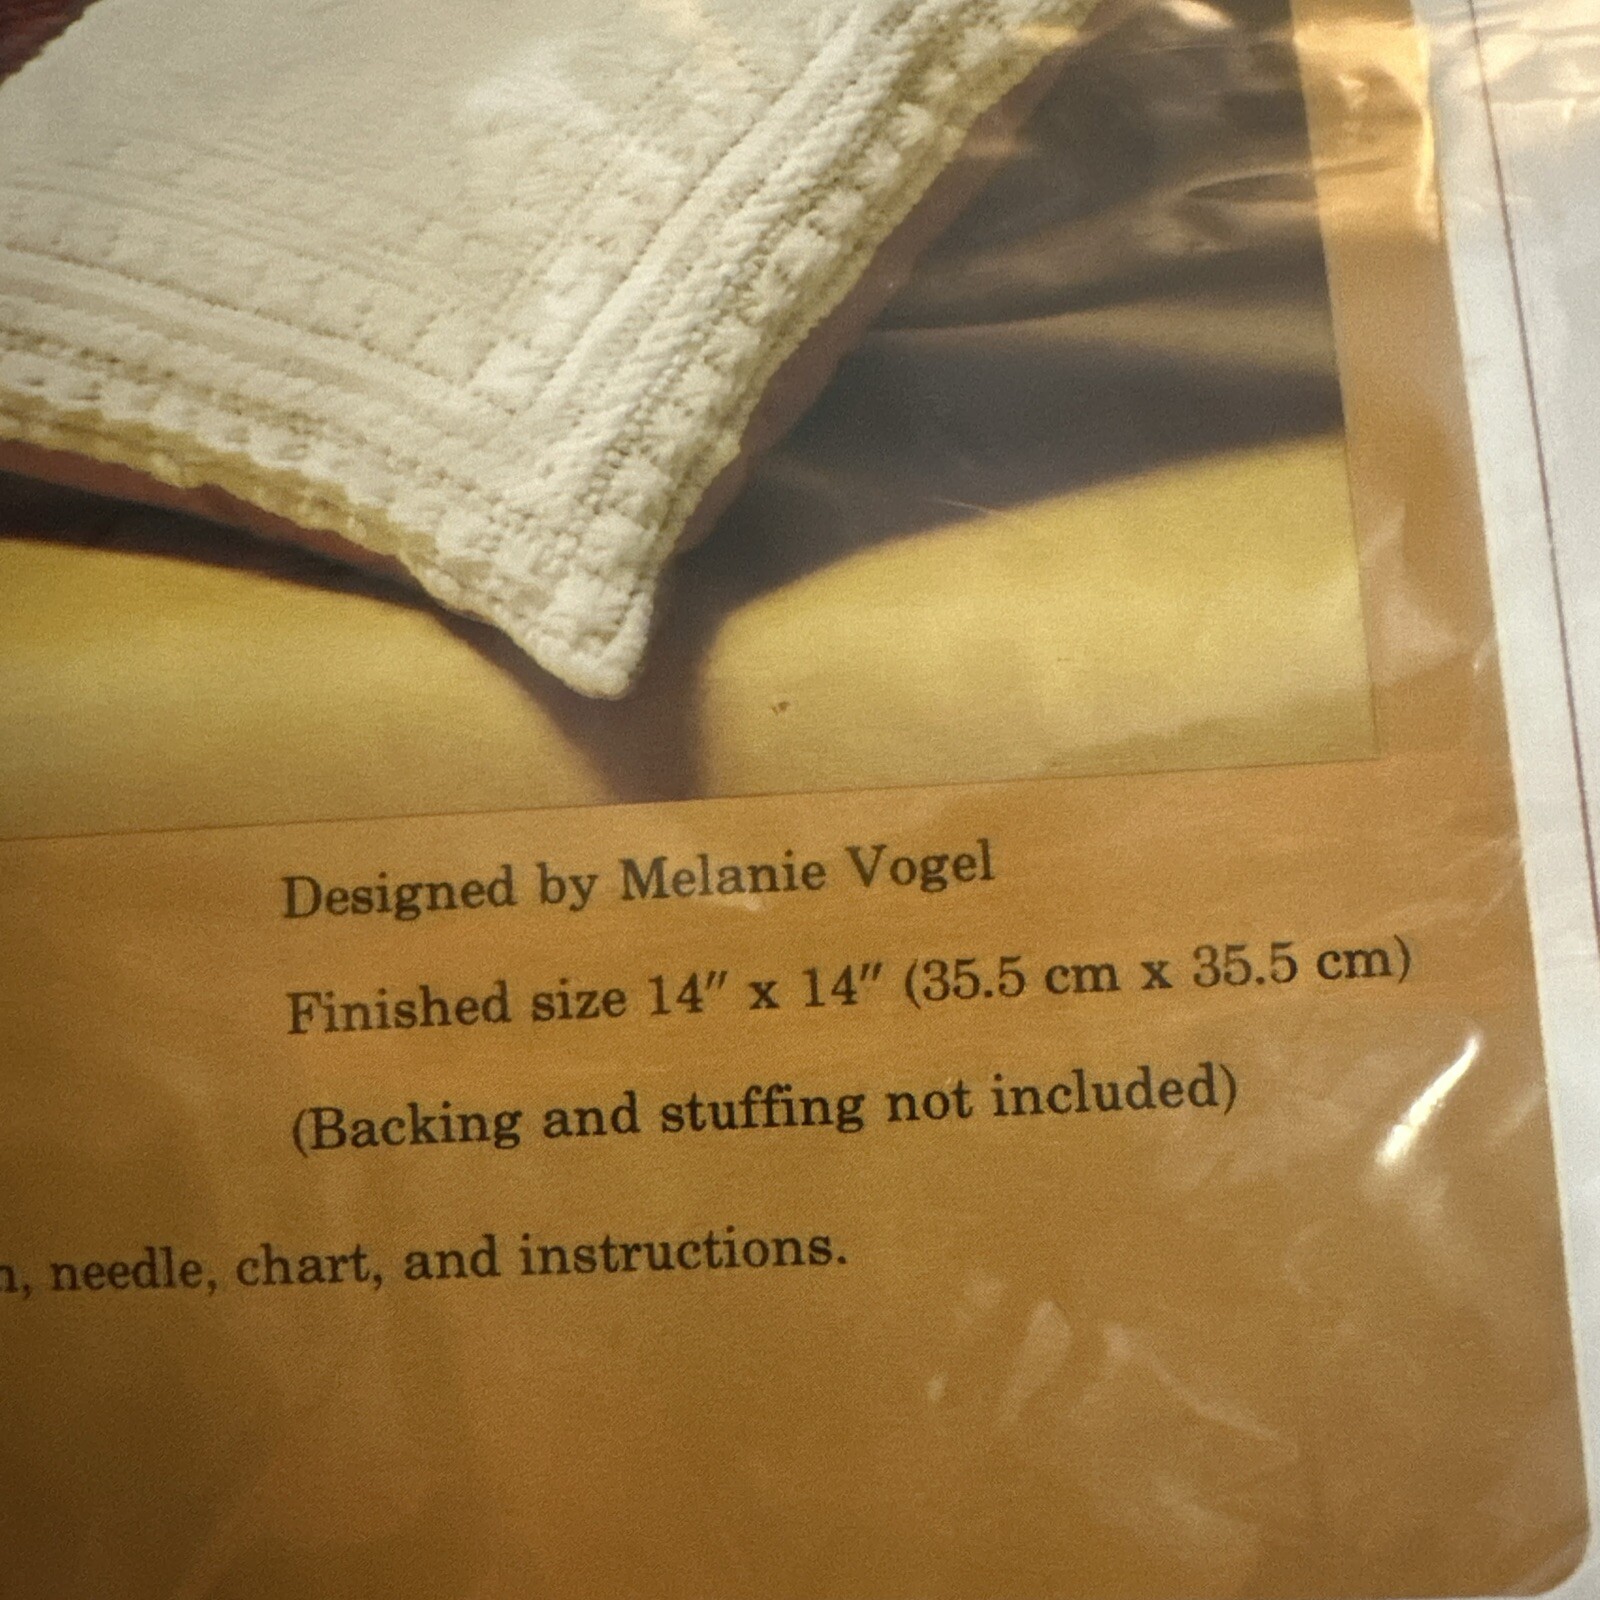 Designed by Melanie Vogel
Finished size 14" x 14" (35.5 cm x 35.5 cm)
(Backing and stuffing not included)
, needle, chart, and instructions.